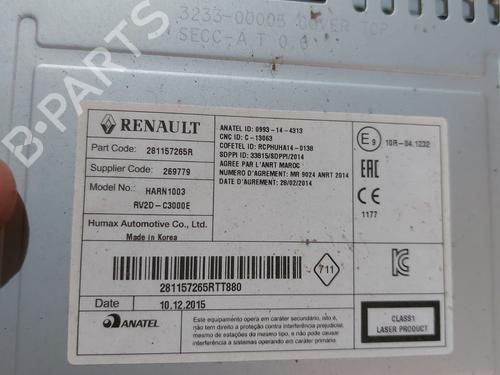 3233-00005 COVER TOP
SECC-A T 0.8
B-PARTS
RENAULT
Part Code: 281157265R
Supplier Code: 269779
Model No: HARN1003
RV2D-C3000E
Humax Automotive Co., Ltd.
Made in Korea
ANATEL ID: 0993-14-4313
CNC ID: C-13063
COFETEL ID: RCPHUHA14-0138
SDPPI ID: 33615/SDPPI/2014
AGREE PAR L'ANRT MAROC
NUMERO D'AGREMENT: MR 9024 ANRT 2014
DATE D'AGREMENT: 28/02/2014
E9
10R-04.1232
EAC
CE
1177
281157265RTT880
711
Date 10.12.2015
ANATEL
Este equipamento opera em caráter secundário, isto é, não tem
direito a proteção contra interferência prejudicial, mesmo de
estações do mesmo tipo, e não pode causar interferência a
sistemas operando em caráter primário.
CLASS1
LASER PRODUCT